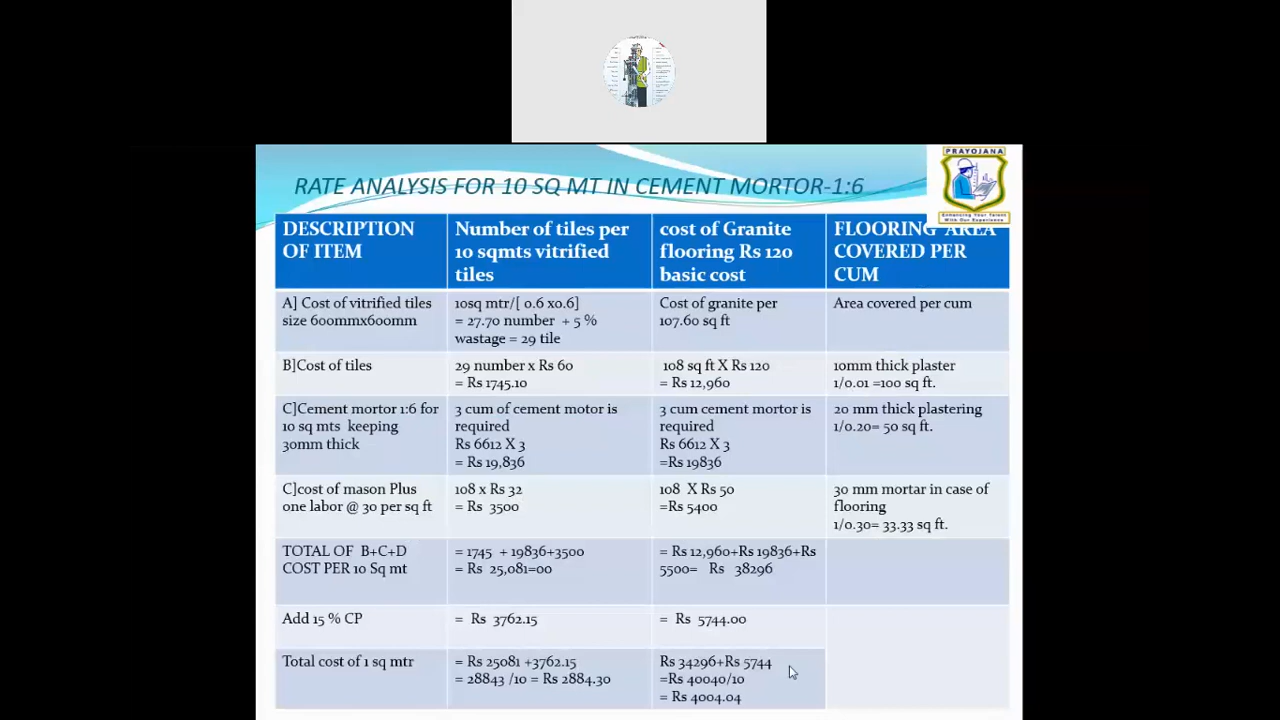 PRAYOJANA
Enhancing Your Talent
With Our Experience
RATE ANALYSIS FOR 10 SQ MT IN CEMENT MORTOR-1:6
DESCRIPTION
OF ITEM
Number of tiles per
10 sqmts vitrified
tiles
cost of Granite
flooring Rs 120
basic cost
FLOORING AREA
COVERED PER
CUM
A] Cost of vitrified tiles
size 600mmx600mm
10sq mtr/[ 0.6 x0.6]
= 27.70 number + 5 %
wastage = 29 tile
Cost of granite per
107.60 sq ft
Area covered per cum
B]Cost of tiles
29 number x Rs 60
= Rs 1745.10
108 sq ft X Rs 120
= Rs 12,960
10mm thick plaster
1/0.01 =100 sq ft.
C]Cement mortor 1:6 for
10 sq mts keeping
30mm thick
3 cum of cement motor is
required
Rs 6612 X 3
= Rs 19,836
3 cum cement mortor is
required
Rs 6612 X 3
=Rs 19836
20 mm thick plastering
1/0.20= 50 sq ft.
C]cost of mason Plus
one labor @ 30 per sq ft
108 x Rs 32
= Rs 3500
108 X Rs 50
=Rs 5400
30 mm mortar in case of
flooring
1/0.30= 33.33 sq ft.
TOTAL OF B+C+D
COST PER 10 Sq mt
= 1745 + 19836+3500
= Rs 25,081=00
= Rs 12,960+Rs 19836+Rs
5500= Rs 38296
Add 15 % CP
= Rs 3762.15
= Rs 5744.00
Total cost of 1 sq mtr
= Rs 25081 +3762.15
= 28843 /10 = Rs 2884.30
Rs 34296+Rs 5744
=Rs 40040/10
= Rs 4004.04